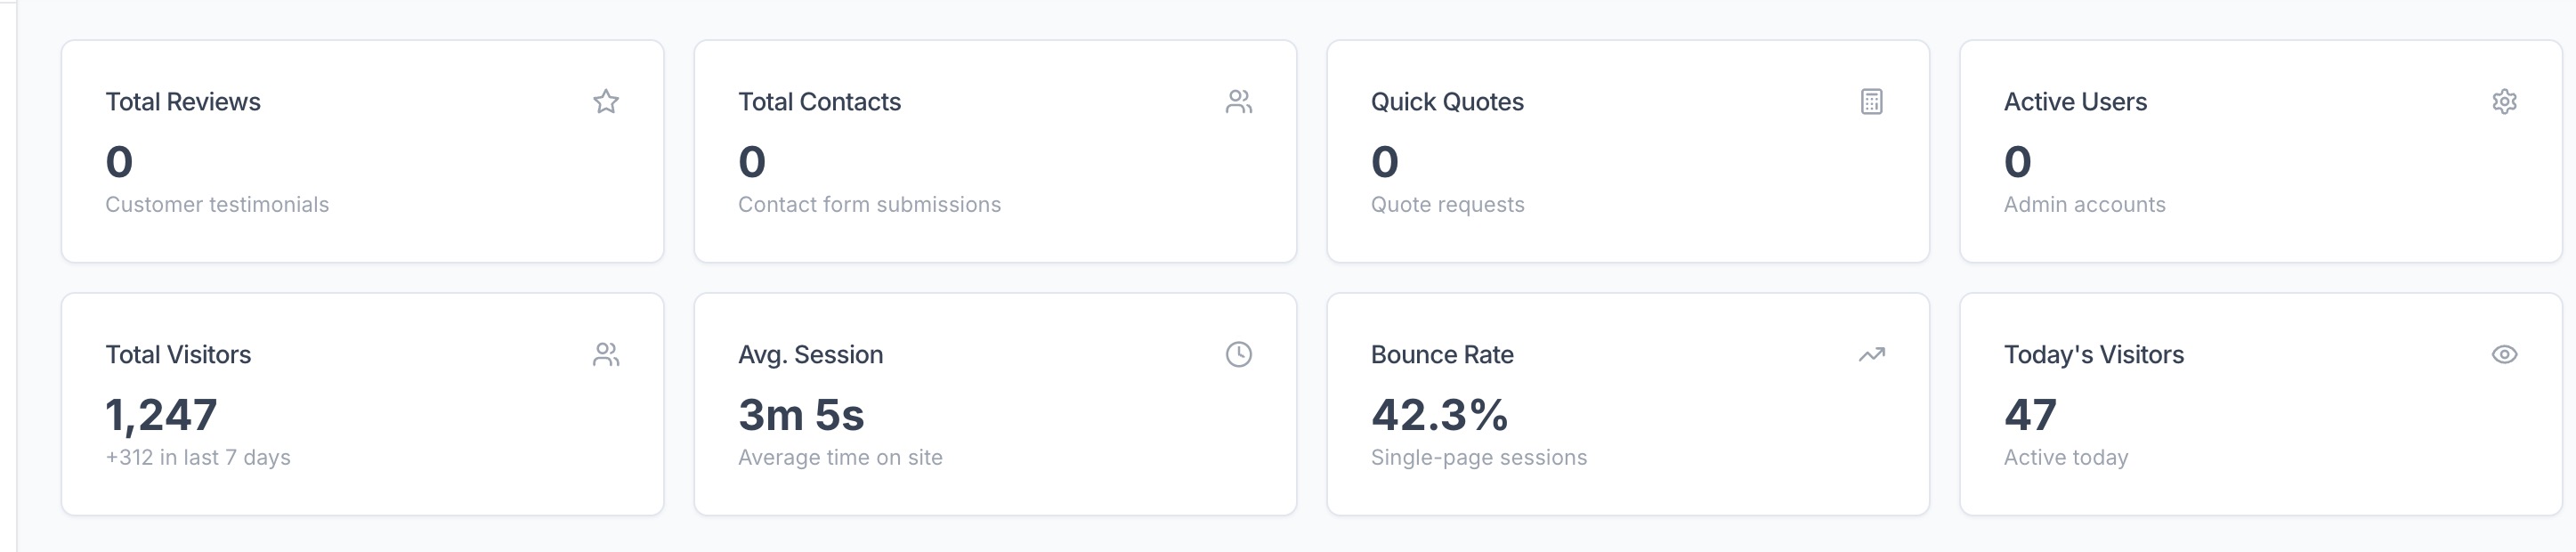 Total Reviews
0
Customer testimonials
Total Contacts
0
Contact form submissions
Quick Quotes
0
Quote requests
Active Users
0
Admin accounts
Total Visitors
1,247
+312 in last 7 days
Avg. Session
3m 5s
Average time on site
Bounce Rate
42.3%
Single-page sessions
Today's Visitors
47
Active today